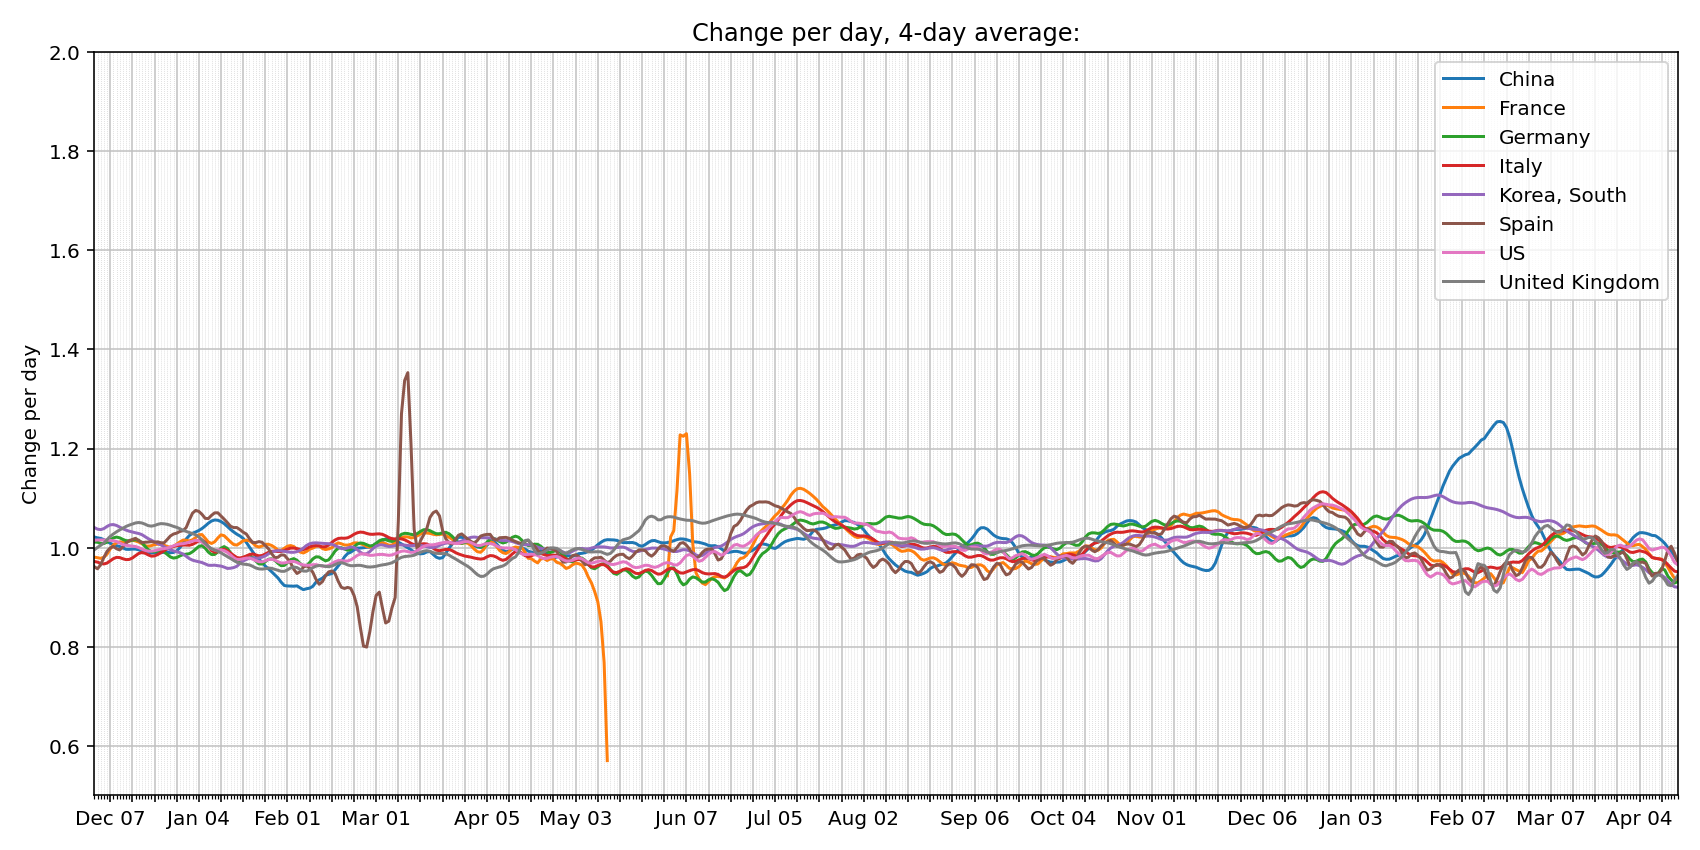 Change per day, 4-day average:
Change per day
2.0
1.8
1.6
1.4
1.2
1.0
0.8
0.6
China
France
Germany
Italy
Korea, South
Spain
US
United Kingdom
Dec 07 Jan 04 Feb 01 Mar 01 Apr 05 May 03 Jun 07 Jul 05 Aug 02 Sep 06 Oct 04 Nov 01 Dec 06 Jan 03 Feb 07 Mar 07 Apr 04